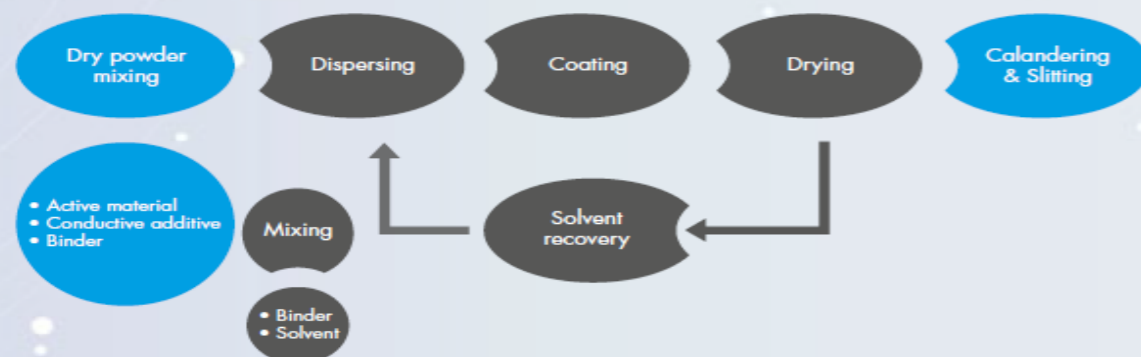 Dry powder
mixing
Dispersing
Coating
Drying
Calandering
& Slitting
• Active material
• Conductive additive
• Binder
Mixing
• Binder
• Solvent
Solvent
recovery